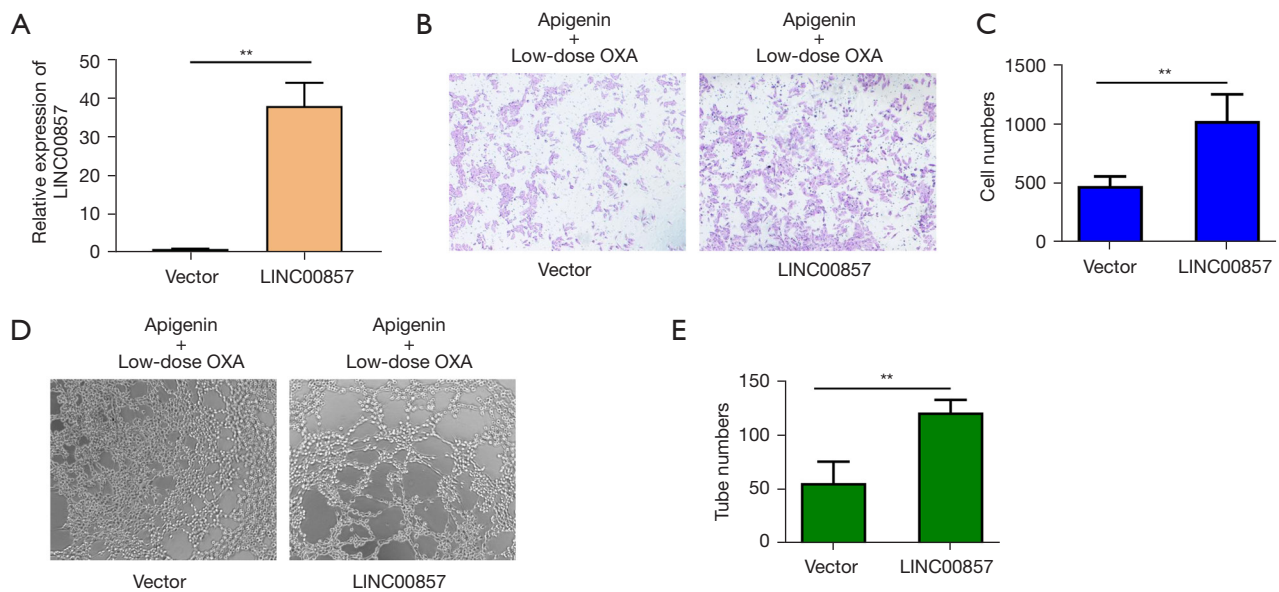 A
Relative expression of
LINC00857
50
40
30
20
10
0
**
Vector
LINC00857
B
Apigenin
+
Low-dose OXA
Apigenin
+
Low-dose OXA
Vector
LINC00857
C
Cell numbers
1500
1000
500
0
**
Vector
LINC00857
D
Apigenin
+
Low-dose OXA
Apigenin
+
Low-dose OXA
Vector
LINC00857
E
Tube numbers
150
100
50
0
**
Vector
LINC00857